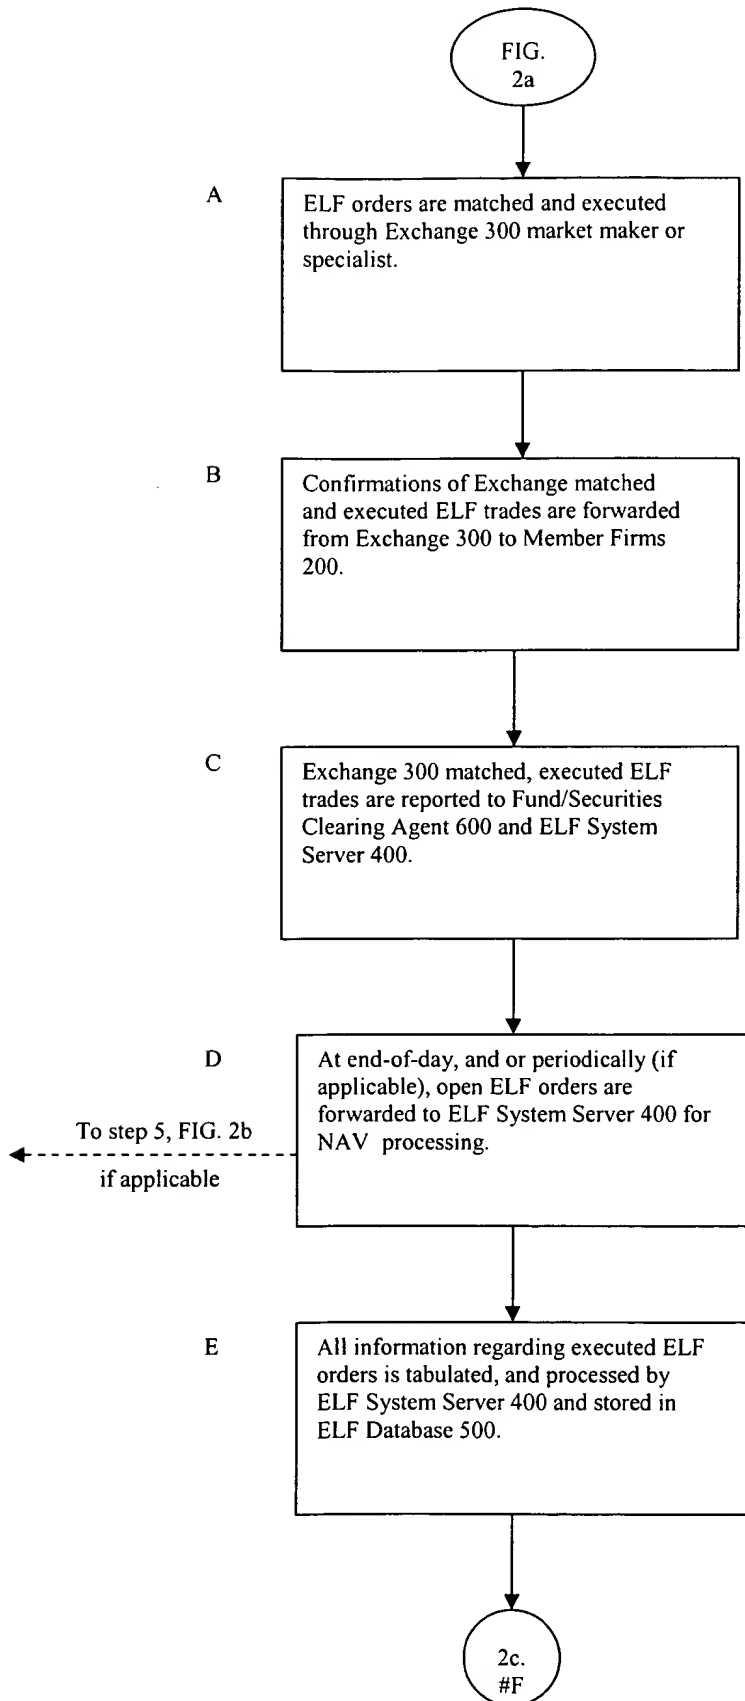 FIG.
2a
A
ELF orders are matched and executed
through Exchange 300 market maker or
specialist.
B
Confirmations of Exchange matched
and executed ELF trades are forwarded
from Exchange 300 to Member Firms
200.
C
Exchange 300 matched, executed ELF
trades are reported to Fund/Securities
Clearing Agent 600 and ELF System
Server 400.
D
At end-of-day, and or periodically (if
applicable), open ELF orders are
forwarded to ELF System Server 400 for
NAV processing.
To step 5, FIG. 2b
if applicable
E
All information regarding executed ELF
orders is tabulated, and processed by
ELF System Server 400 and stored in
ELF Database 500.
2c.
#F